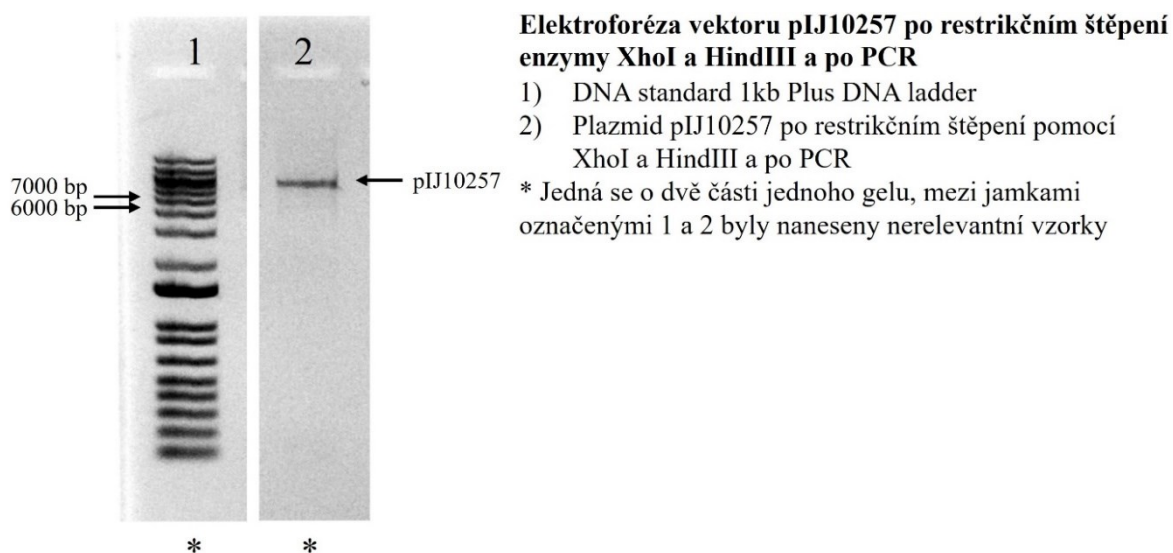 1
2
7000 bp
6000 bp
pIJ10257
*
*
Elektroforéza vektoru pIJ10257 po restrikčním štěpení
enzymy XhoI a HindIII a po PCR
1) DNA standard 1kb Plus DNA ladder
2) Plazmid pIJ10257 po restrikčním štěpení pomocí
XhoI a HindIII a po PCR
* Jedná se o dvě části jednoho gelu, mezi jamkami
označenými 1 a 2 byly naneseny nerelevantní vzorky